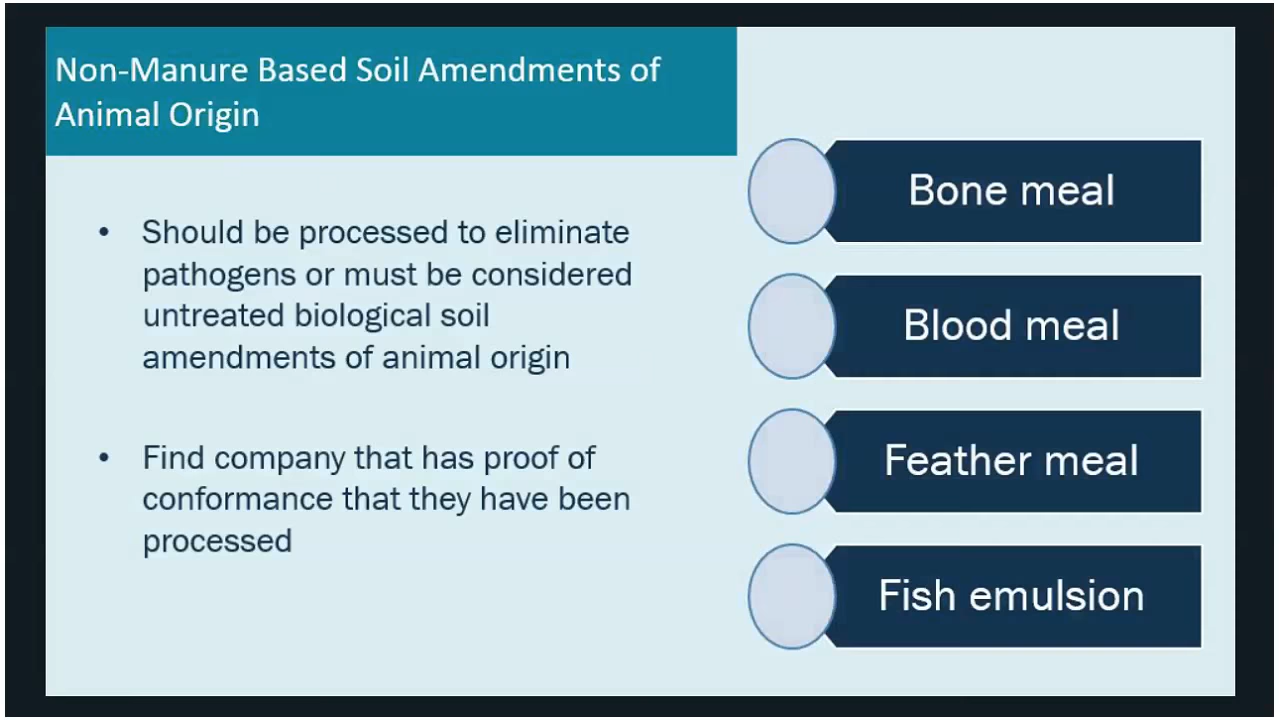 Non-Manure Based Soil Amendments of
Animal Origin
• Should be processed to eliminate
pathogens or must be considered
untreated biological soil
amendments of animal origin
• Find company that has proof of
conformance that they have been
processed
Bone meal
Blood meal
Feather meal
Fish emulsion